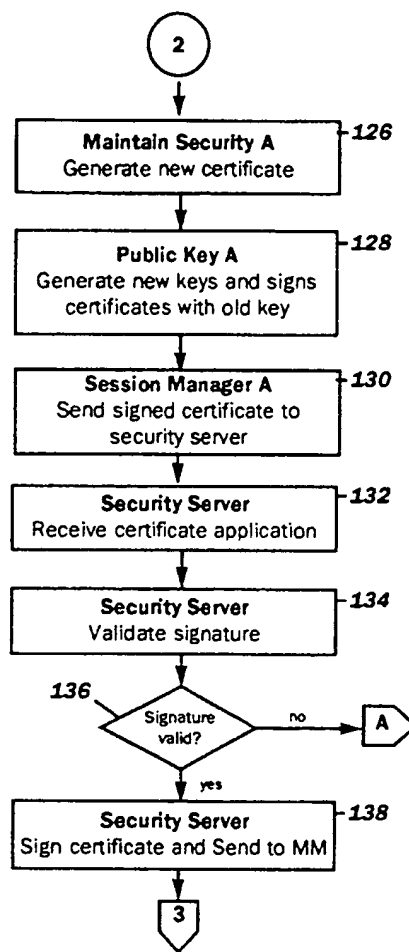 2
Maintain Security A
126
Generate new certificate
Public Key A
128
Generate new keys and signs
certificates with old key
Session Manager A
130
Send signed certificate to
security server
Security Server
132
Receive certificate application
Security Server
134
Validate signature
136
Signature
valid?
no
A
yes
Security Server
138
Sign certificate and Send to MM
3